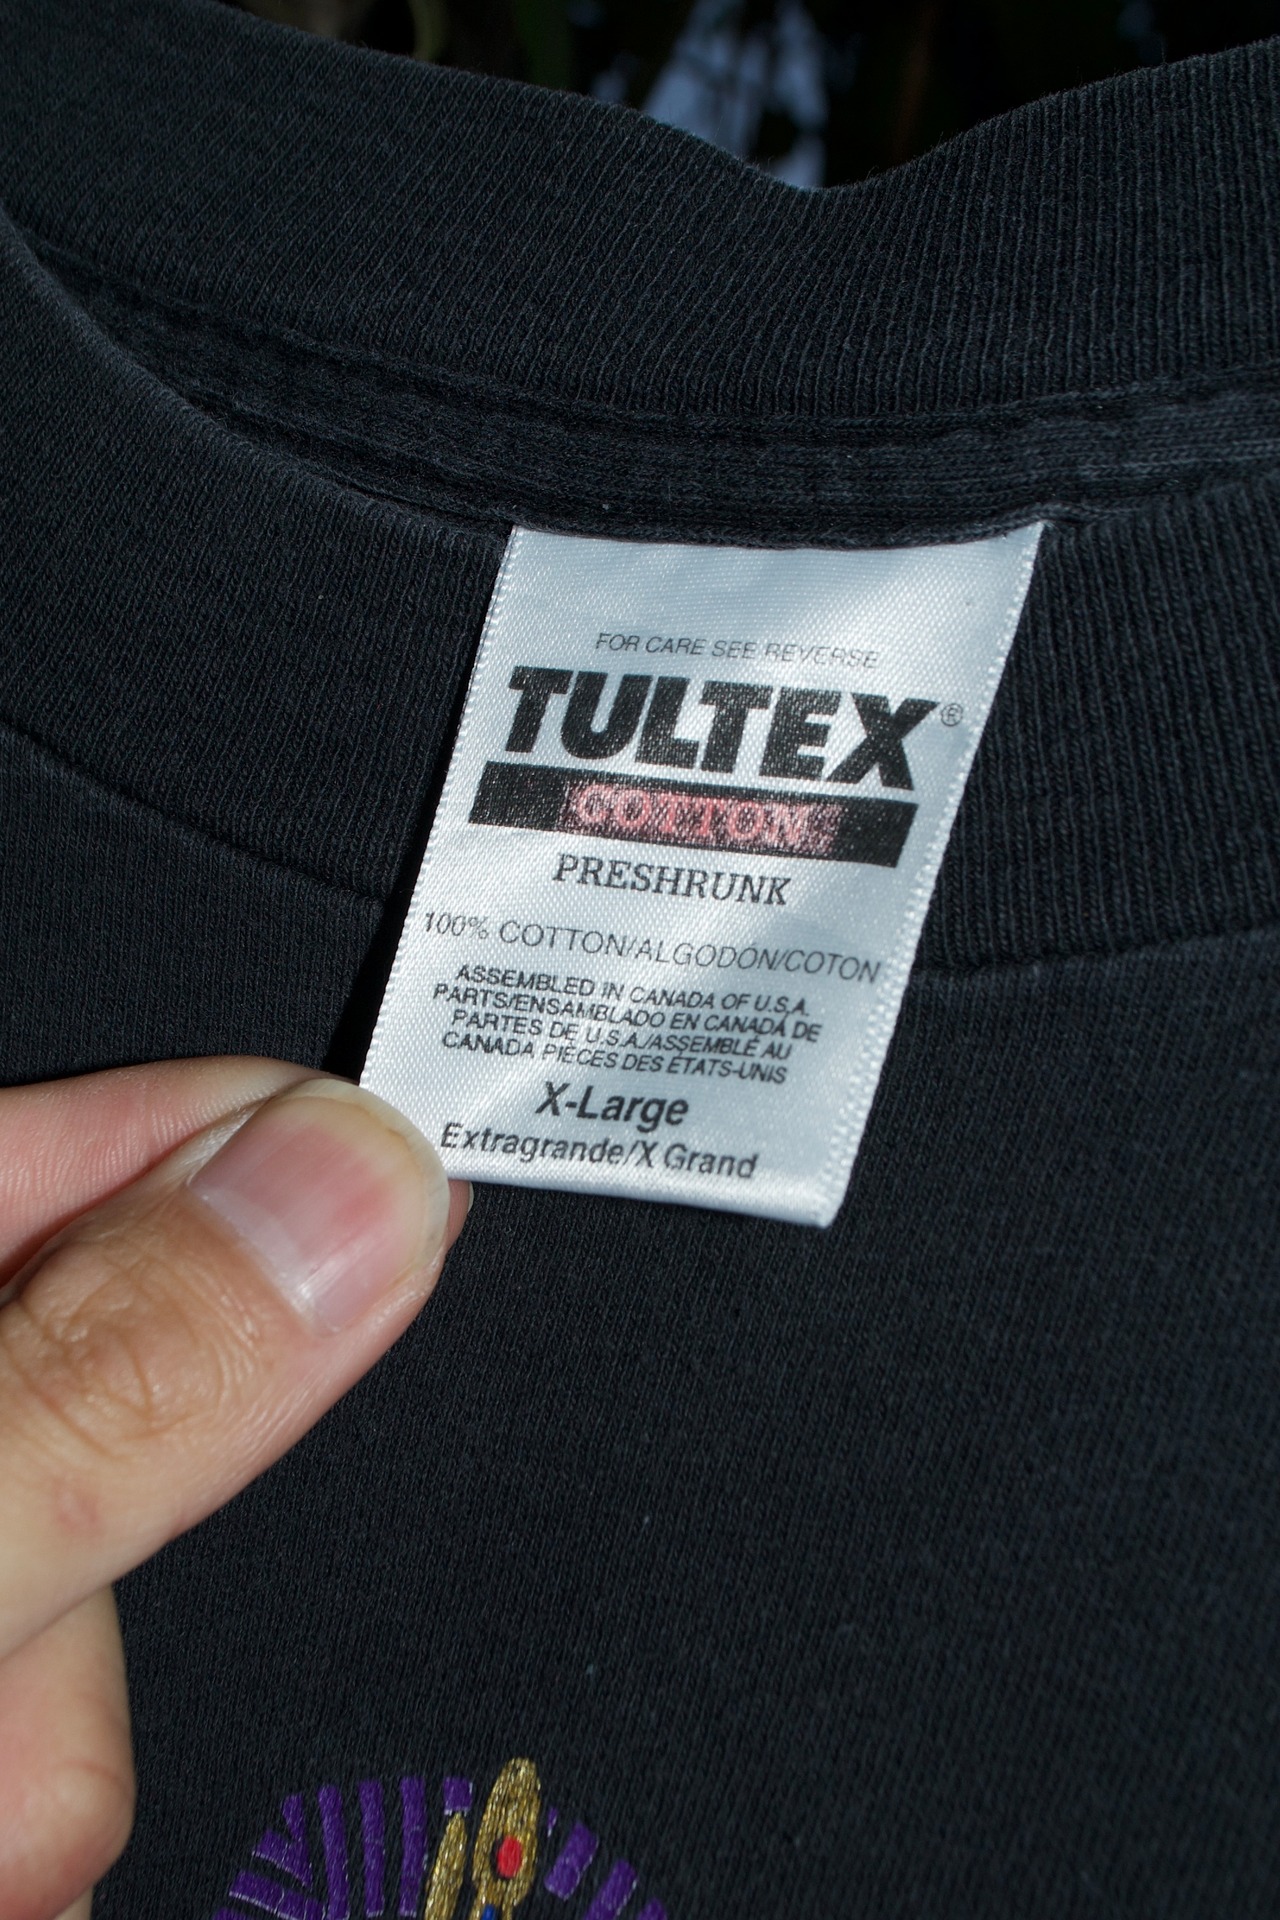 FOR CARE SEE REVERSE
TULTEX®
COTTON
PRESHRUNK
100% COTTON/ALGODÓN/COTON
ASSEMBLED IN CANADA OF U.S.A.
PARTS/ENSAMBLADO EN CANADÁ DE
PARTES DE U.S.A./ASSEMBLÉ AU
CANADA PIÈCES DES ÉTATS-UNIS
X-Large
Extragrande/X Grand